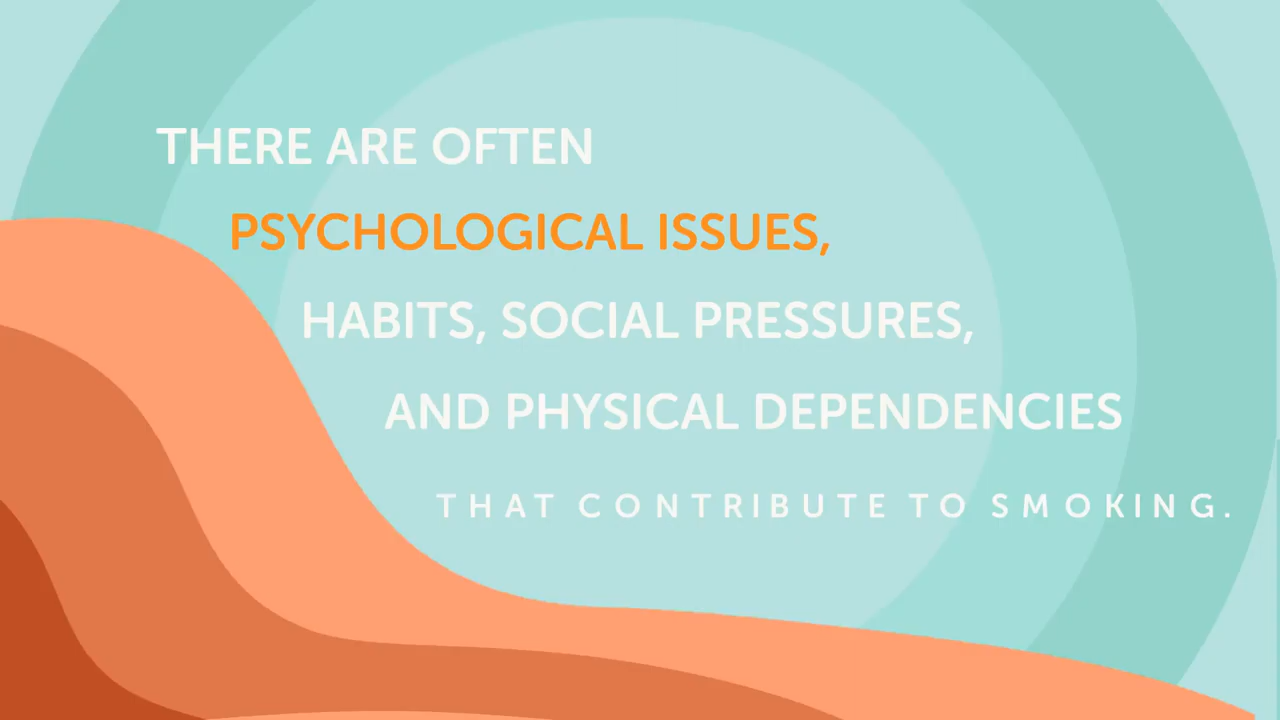 THERE ARE OFTEN
PSYCHOLOGICAL ISSUES,
HABITS, SOCIAL PRESSURES,
AND PHYSICAL DEPENDENCIES
THAT CONTRIBUTE TO SMOKING.